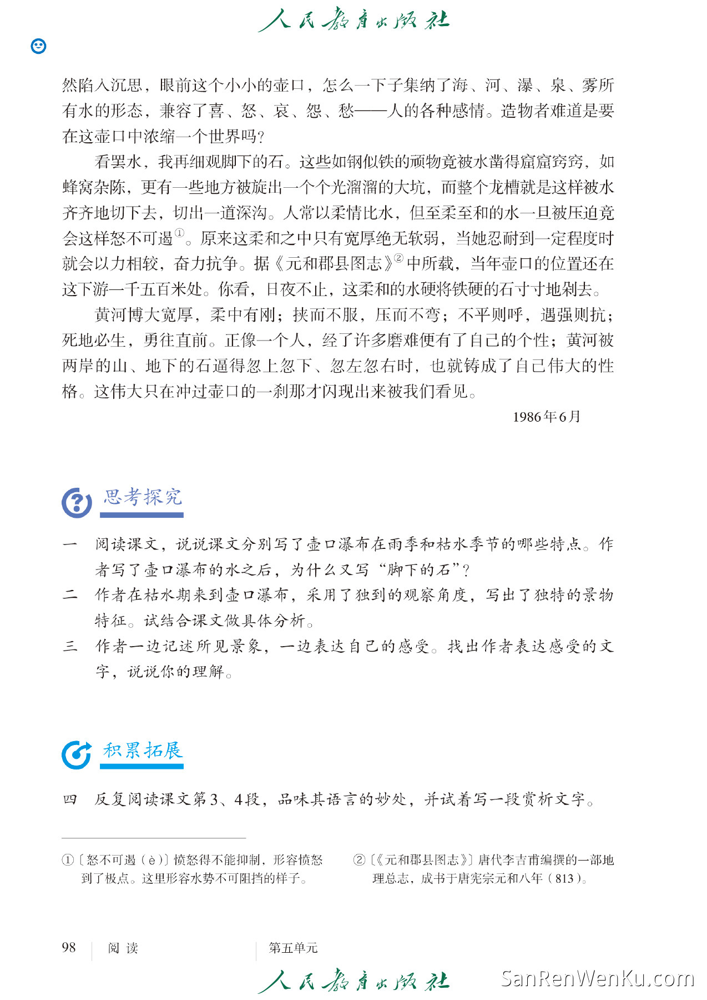 人民教育出版社
然陷入沉思，眼前这个小小的壶口，怎么一下子集纳了海、河、瀑、泉、雾所
有水的形态，兼容了喜、怒、哀、怨、愁——人的各种感情。造物者难道是要
在这壶口中浓缩一个世界吗？
看罢水，我再细观脚下的石。这些如钢似铁的顽物竟被水凿得窟窟窍窍，如
蜂窝杂陈，更有一些地方被旋出一个个光溜溜的大坑，而整个龙槽就是这样被水
齐齐地切下去，切出一道深沟。人常以柔情比水，但至柔至和的水一旦被压迫竟
会这样怒不可遏①。原来这柔和之中只有宽厚绝无软弱，当她忍耐到一定程度时
就会以力相较，奋力抗争。据《元和郡县图志》②中所载，当年壶口的位置还在
这下游一千五百米处。你看，日夜不止，这柔和的水硬将铁硬的石寸寸地剁去。
黄河博大宽厚，柔中有刚；挟而不服，压而不弯；不平则呼，遇强则抗；
死地必生，勇往直前。正像一个人，经了许多磨难便有了自己的个性；黄河被
两岸的山、地下的石逼得忽上忽下、忽左忽右时，也就铸成了自己伟大的性
格。这伟大只在冲过壶口的一刹那才闪现出来被我们看见。
1986年6月
思考探究
一 阅读课文，说说课文分别写了壶口瀑布在雨季和枯水季节的哪些特点。作
者写了壶口瀑布的水之后，为什么又写“脚下的石”？
二 作者在枯水期来到壶口瀑布，采用了独到的观察角度，写出了独特的景物
特征。试结合课文做具体分析。
三 作者一边记述所见景象，一边表达自己的感受。找出作者表达感受的文
字，说说你的理解。
积累拓展
四 反复阅读课文第3、4段，品味其语言的妙处，并试着写一段赏析文字。
①〔怒不可遏（è）〕愤怒得不能抑制，形容愤怒
到了极点。这里形容水势不可阻挡的样子。
②〔《元和郡县图志》〕唐代李吉甫编撰的一部地
理总志，成书于唐宪宗元和八年（813）。
98 阅读 第五单元
人民教育出版社
SanRenWenKu.com